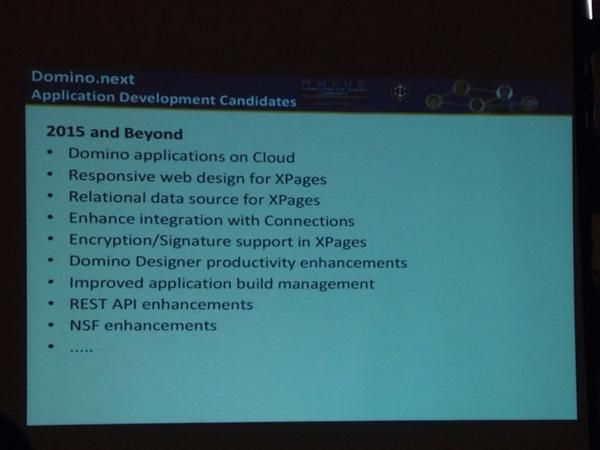 Domino.next
Application Development Candidates
2015 and Beyond
• Domino applications on Cloud
• Responsive web design for XPages
• Relational data source for XPages
• Enhance integration with Connections
• Encryption/Signature support in XPages
• Domino Designer productivity enhancements
• Improved application build management
• REST API enhancements
• NSF enhancements
• .....